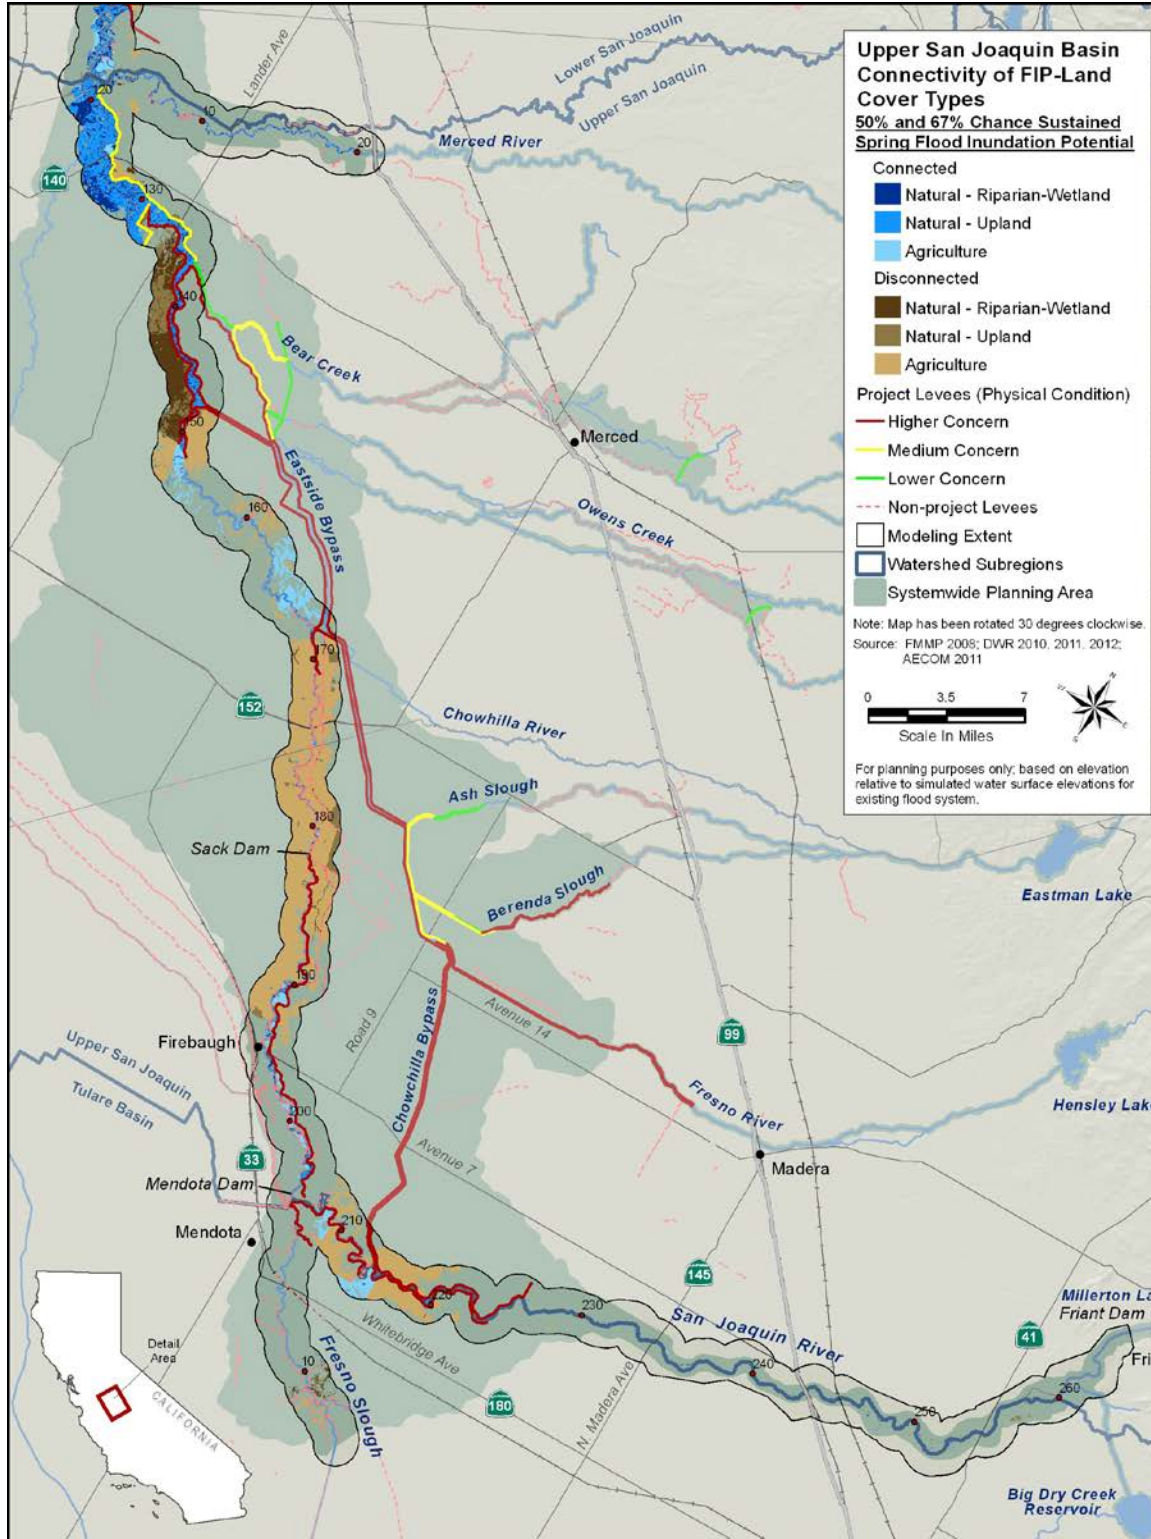 Upper San Joaquin Basin
Connectivity of FIP-Land
Cover Types
50% and 67% Chance Sustained
Spring Flood Inundation Potential
Connected
Natural - Riparian-Wetland
Natural - Upland
Agriculture
Disconnected
Natural - Riparian-Wetland
Natural - Upland
Agriculture
Project Levees (Physical Condition)
Higher Concern
Medium Concern
Lower Concern
Non-project Levees
Modeling Extent
Watershed Subregions
Systemwide Planning Area
Note: Map has been rotated 30 degrees clockwise.
Source: FMMP 2008; DWR 2010, 2011, 2012;
AECOM 2011
0 3.5 7
Scale In Miles
N
E
S
W
For planning purposes only; based on elevation
relative to simulated water surface elevations for
existing flood system.
Lander Ave
Lower San Joaquin
Upper San Joaquin
120
10
20
Merced River
140
130
140
Bear Creek
150
Merced
Eastside Bypass
160
Owens Creek
170
152
Chowhilla River
Ash Slough
180
Sack Dam
Berenda Slough
Eastman Lake
190
Road 9
Avenue 14
Chowchilla Bypass
99
Firebaugh
Upper San Joaquin
Tulare Basin
Fresno River
Hensley Lake
200
33
Avenue 7
Madera
Mendota Dam
210
Mendota
145
220
230
San Joaquin River
Millerton La
Friant Dam
41
Fri
Whitebridge Ave
240
10
Fresno Slough
180
N. Madera Ave
250
260
Big Dry Creek
Reservoir
Detail
Area
CALIFORNIA